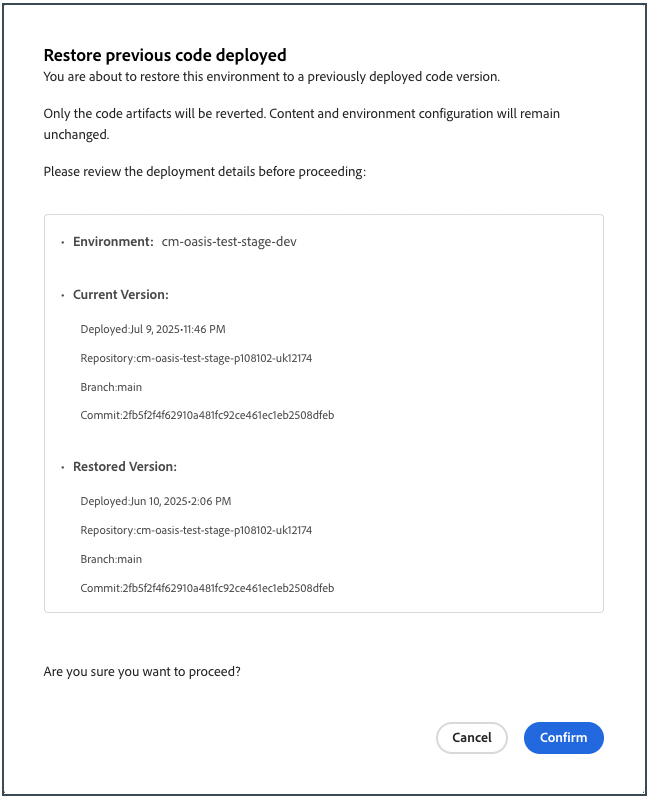 Restore previous code deployed
You are about to restore this environment to a previously deployed code version.
Only the code artifacts will be reverted. Content and environment configuration will remain
unchanged.
Please review the deployment details before proceeding:
• Environment: cm-oasis-test-stage-dev
• Current Version:
Deployed:Jul 9, 2025•11:46 PM
Repository:cm-oasis-test-stage-p108102-uk12174
Branch:main
Commit:2fb5f2f4f62910a481fc92ce461ec1eb2508dfeb
• Restored Version:
Deployed:Jun 10, 2025•2:06 PM
Repository:cm-oasis-test-stage-p108102-uk12174
Branch:main
Commit:2fb5f2f4f62910a481fc92ce461ec1eb2508dfeb
Are you sure you want to proceed?
Cancel Confirm